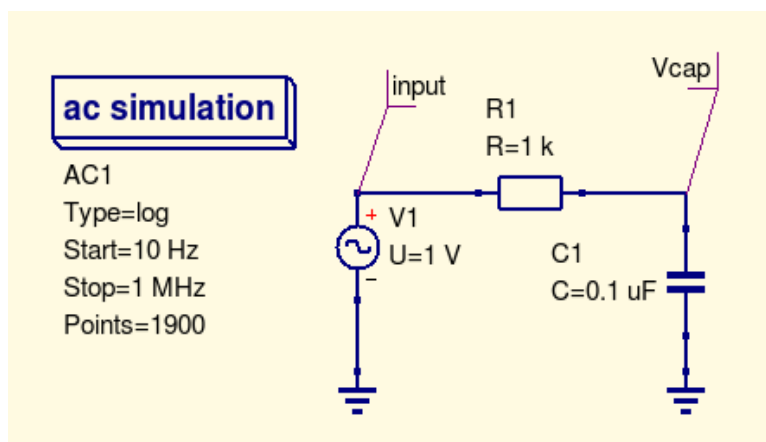 ac simulation
AC1
Type=log
Start=10 Hz
Stop=1 MHz
Points=1900
input
+
V1
U=1 V
−
R1
R=1 k
Vcap
C1
C=0.1 uF